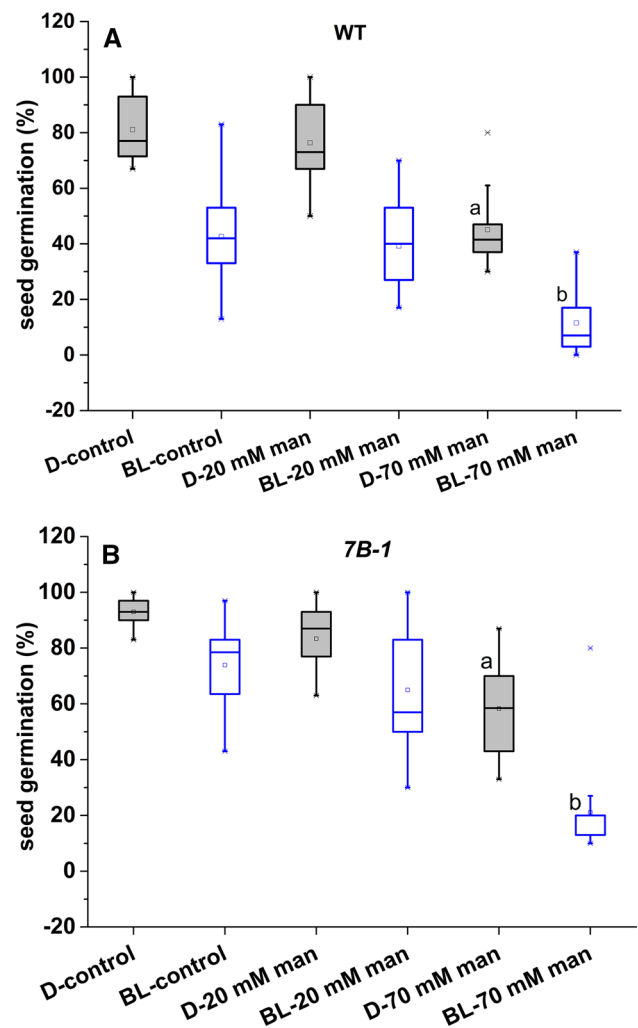 A
WT
seed germination (%)
120
100
80
60
40
20
0
-20
a
b
D-control
BL-control
D-20 mM man
BL-20 mM man
D-70 mM man
BL-70 mM man
B
7B-1
seed germination (%)
120
100
80
60
40
20
0
-20
a
b
D-control
BL-control
D-20 mM man
BL-20 mM man
D-70 mM man
BL-70 mM man